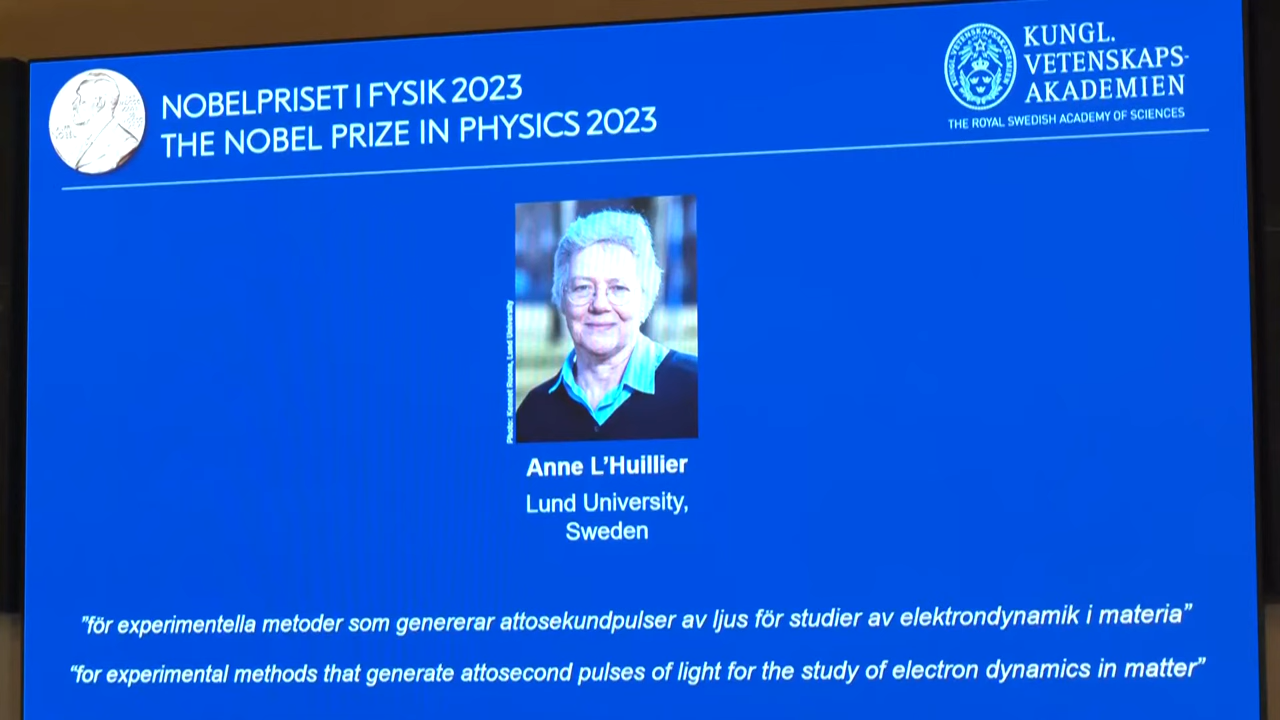 NOBELPRISET I FYSIK 2023
THE NOBEL PRIZE IN PHYSICS 2023
KUNGL.
VETENSKAPS-
AKADEMIEN
THE ROYAL SWEDISH ACADEMY OF SCIENCES
Anne L’Huillier
Lund University,
Sweden
”för experimentella metoder som genererar attosekundpulser av ljus för studier av elektrondynamik i materia”
“for experimental methods that generate attosecond pulses of light for the study of electron dynamics in matter”